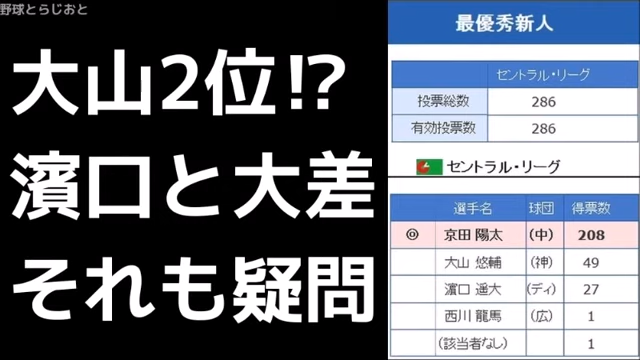 野球とらじおと
大山2位!?
濱口と大差
それも疑問
最優秀新人
セントラル・リーグ
投票総数 286
有効投票数 286
セントラル・リーグ
選手名 球団 得票数
◎ 京田 陽太 (中) 208
大山 悠輔 (神) 49
濵口 遥大 (ディ) 27
西川 龍馬 (広) 1
(該当者なし) 1